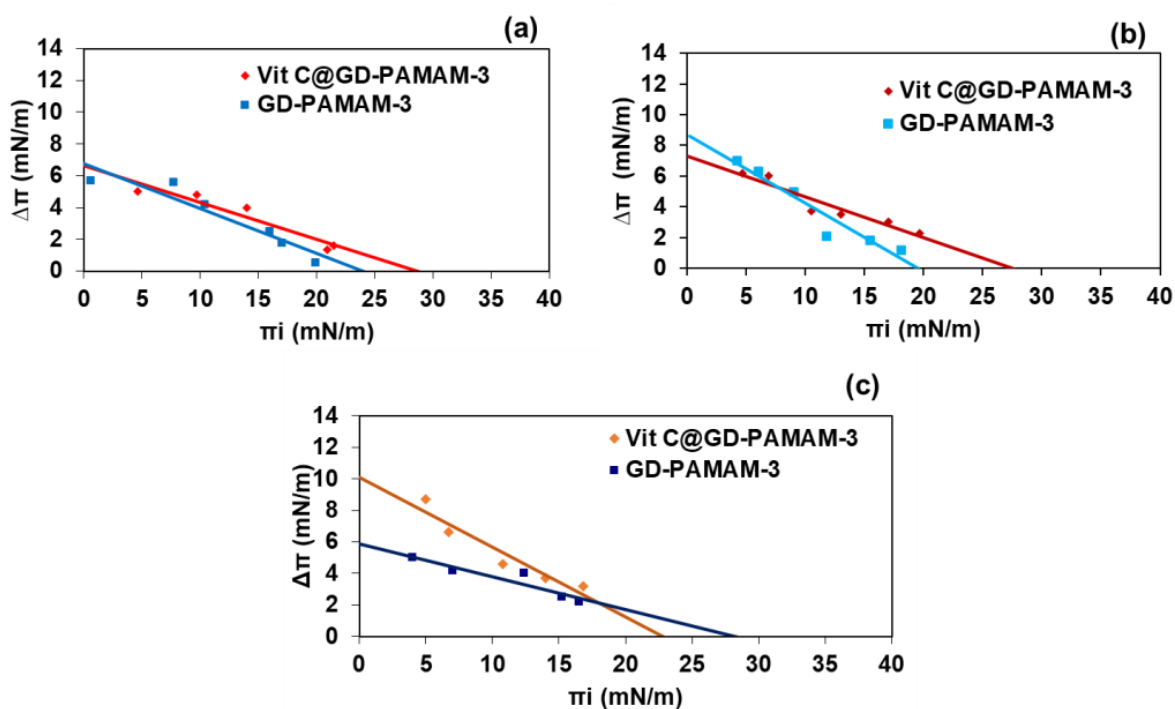 (a)
14
12
10
8
6
4
2
0
Δπ (mN/m)
Vit C@GD-PAMAM-3
GD-PAMAM-3
0 5 10 15 20 25 30 35 40
πi (mN/m)
(b)
14
12
10
8
6
4
2
0
Δπ (mN/m)
Vit C@GD-PAMAM-3
GD-PAMAM-3
0 5 10 15 20 25 30 35 40
πi (mN/m)
(c)
14
12
10
8
6
4
2
0
Δπ (mN/m)
Vit C@GD-PAMAM-3
GD-PAMAM-3
0 5 10 15 20 25 30 35 40
πi (mN/m)